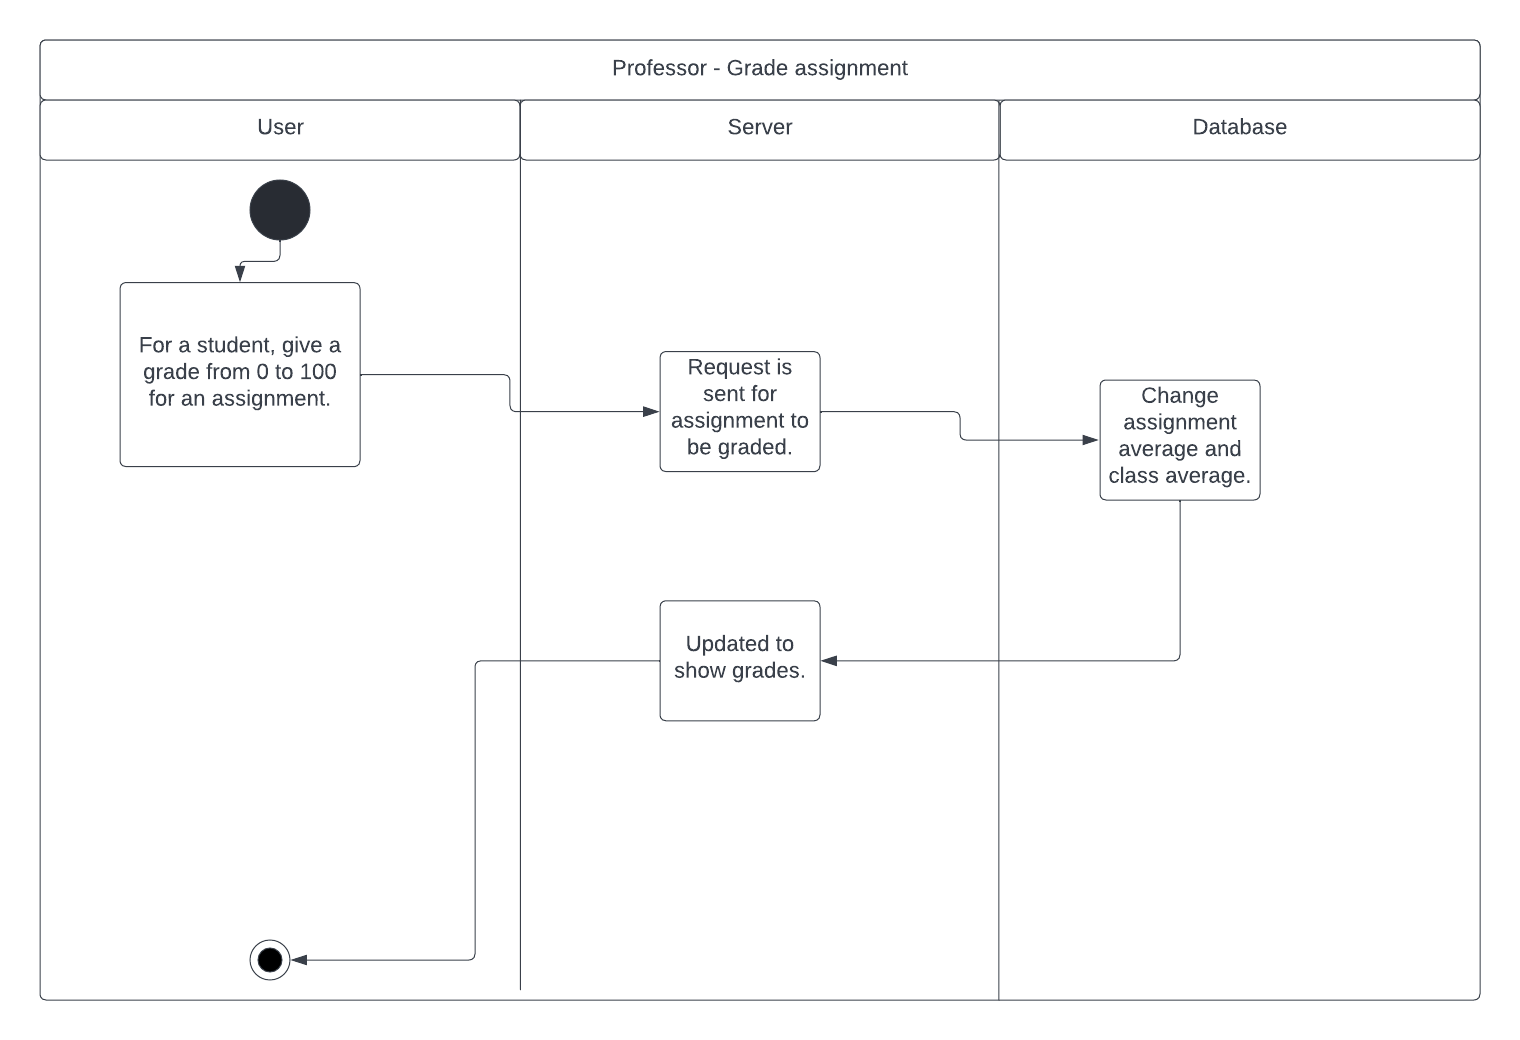 Professor - Grade assignment
User
Server
Database
For a student, give a
grade from 0 to 100
for an assignment.
Request is
sent for
assignment to
be graded.
Change
assignment
average and
class average.
Updated to
show grades.